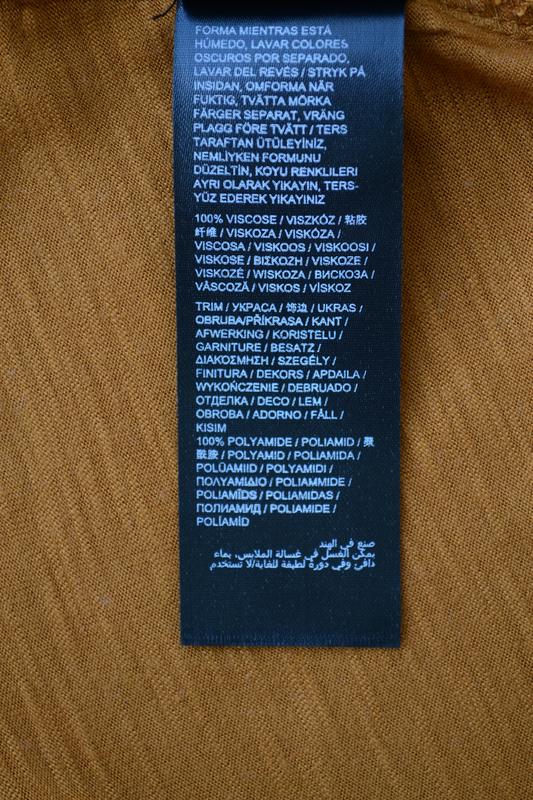 FORMA MIENTRAS ESTÁ
HÚMEDO, LAVAR COLORES
OSCUROS POR SEPARADO,
LAVAR DEL REVÉS / STRYK PÅ
INSIDAN, OMFORMA NÄR
FUKTIG, TVÄTTA MÖRKA
FÄRGER SEPARAT, VRÄNG
PLAGG FÖRE TVÄTT / TERS
TARAFTAN ÜTÜLEYİNİZ,
NEMLİYKEN FORMUNU
DÜZELTİN, KOYU RENKLILERI
AYRI OLARAK YIKAYIN, TERS-
YÜZ EDEREK YIKAYINIZ
100% VISCOSE / VISZKÓZ / 粘胶
纤维 / VISKOZA / VISKÓZA /
VISCOSA / VISKOOS / VISKOOSI /
VISKOSE / ΒΙΣΚΟΖΗ / VISKOZE /
VISKOZĖ / WISKOZA / ВИСКОЗА /
VÂSCOZĂ / VISKOS / VİSKOZ
TRIM / УКРАСА / 饰边 / UKRAS /
OBRUBA/PŘÍKRASA / KANT /
AFWERKING / KORISTELU /
GARNITURE / BESATZ /
ΔΙΑΚΟΣΜΗΣΗ / SZEGÉLY /
FINITURA / DEKORS / APDAILA /
WYKOŃCZENIE / DEBRUADO /
ОТДЕЛКА / DECO / LEM /
OBROBA / ADORNO / FÅLL /
KISIM
100% POLYAMIDE / POLIAMID / 聚
酰胺 / POLYAMID / POLIAMIDA /
POLÜAMIID / POLYAMIDI /
ΠΟΛΥΑΜΙΔΙΟ / POLIAMMIDE /
POLIAMĪDS / POLIAMIDAS /
ПОЛИАМИД / POLIAMIDE /
POLİAMİD
صنع في الهند
يمكن الغسل في غسالة الملابس، بماء
دافئ وفي دورة لطيفة للغاية/لا تستخدم